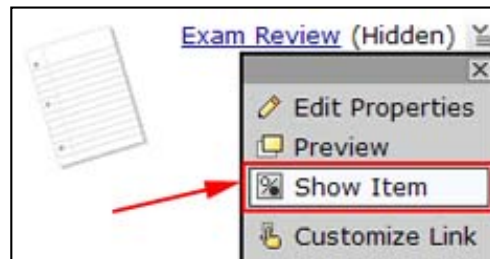 Exam Review (Hidden)
Edit Properties
Preview
Show Item
Customize Link